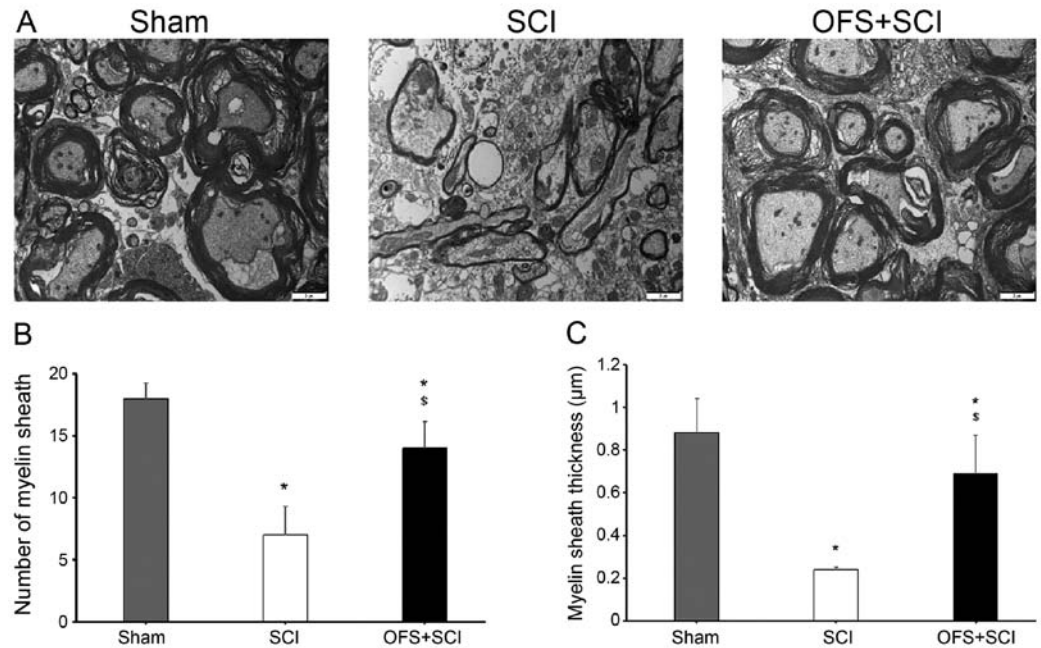 A
Sham
SCI
OFS+SCI
B
Number of myelin sheath
20
15
10
5
0
*
*
$
Sham
SCI
OFS+SCI
C
Myelin sheath thickness (μm)
1.2
1
0.8
0.6
0.4
0.2
0
*
*
$
Sham
SCI
OFS+SCI